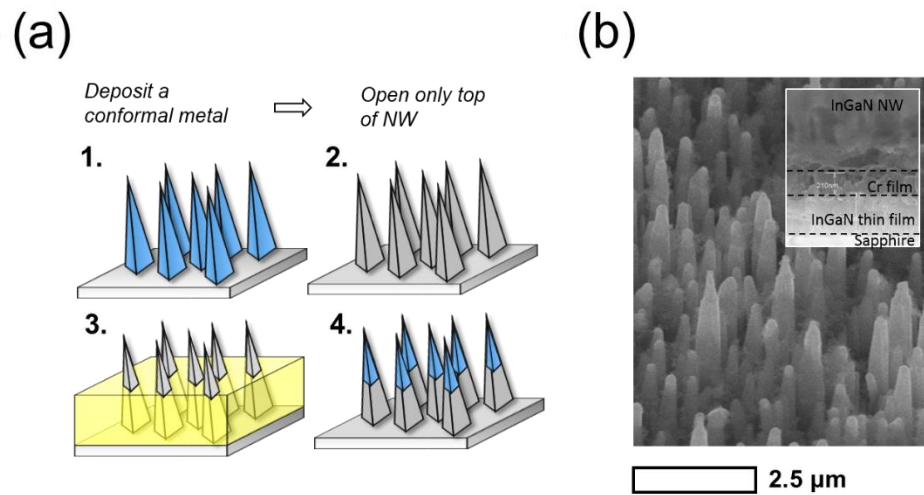 (a)
Deposit a
conformal metal
Open only top
of NW
1.
2.
3.
4.
(b)
InGaN NW
210nm
Cr film
InGaN thin film
Sapphire
2.5 µm